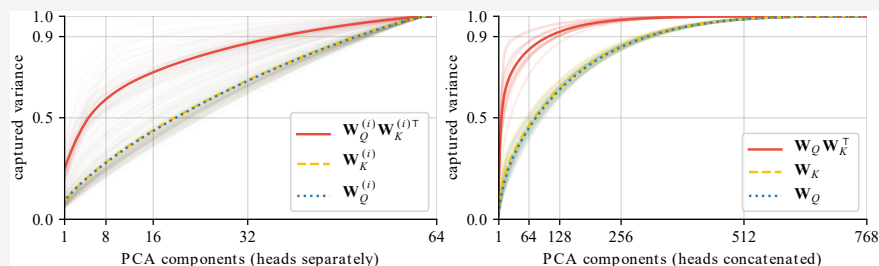 captured variance
1.0
0.9
0.5
0.0
1
8
16
32
64
PCA components (heads separately)
W_Q^(i) W_K^(i)⊤
W_K^(i)
W_Q^(i)
captured variance
1.0
0.9
0.5
0.0
1
64
128
256
512
768
PCA components (heads concatenated)
W_Q W_K^⊤
W_K
W_Q